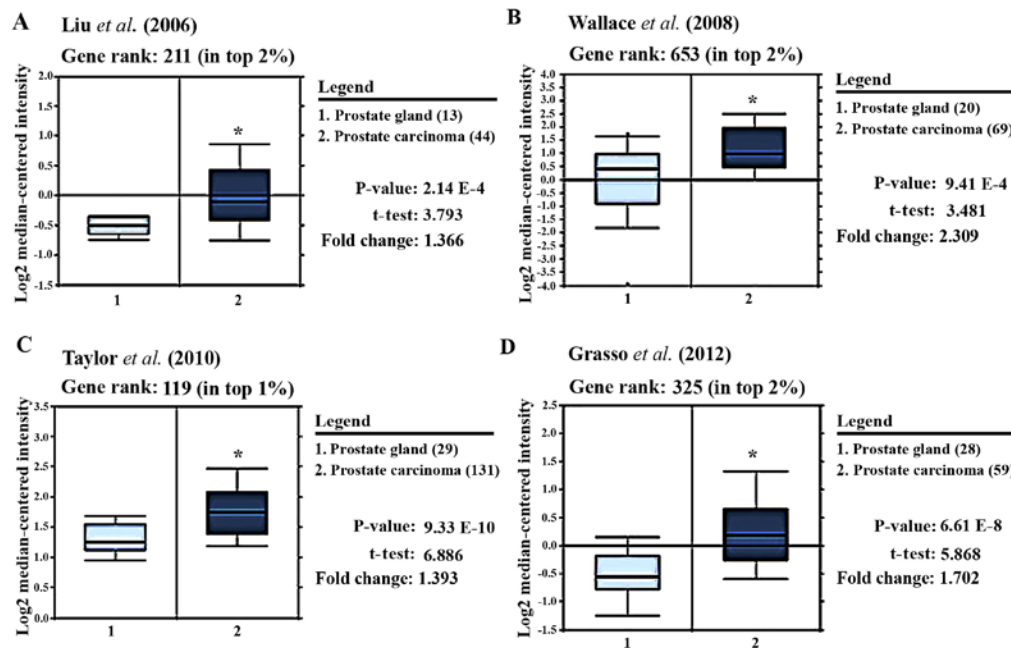 A
Liu et al. (2006)
Gene rank: 211 (in top 2%)
Log2 median-centered intensity
2.0
1.5
1.0
0.5
0.0
-0.5
-1.0
-1.5
*
1
2
Legend
1. Prostate gland (13)
2. Prostate carcinoma (44)
P-value: 2.14 E-4
t-test: 3.793
Fold change: 1.366
B
Wallace et al. (2008)
Gene rank: 653 (in top 2%)
Log2 median-centered intensity
4.0
3.5
3.0
2.5
2.0
1.5
1.0
0.5
0.0
-0.5
-1.0
-1.5
-2.0
-2.5
-3.0
-3.5
-4.0
*
1
2
Legend
1. Prostate gland (20)
2. Prostate carcinoma (69)
P-value: 9.41 E-4
t-test: 3.481
Fold change: 2.309
C
Taylor et al. (2010)
Gene rank: 119 (in top 1%)
Log2 median-centered intensity
3.5
3.0
2.5
2.0
1.5
1.0
0.5
0.0
*
1
2
Legend
1. Prostate gland (29)
2. Prostate carcinoma (131)
P-value: 9.33 E-10
t-test: 6.886
Fold change: 1.393
D
Grasso et al. (2012)
Gene rank: 325 (in top 2%)
Log2 median-centered intensity
2.5
2.0
1.5
1.0
0.5
0.0
-0.5
-1.0
-1.5
*
1
2
Legend
1. Prostate gland (28)
2. Prostate carcinoma (59)
P-value: 6.61 E-8
t-test: 5.868
Fold change: 1.702